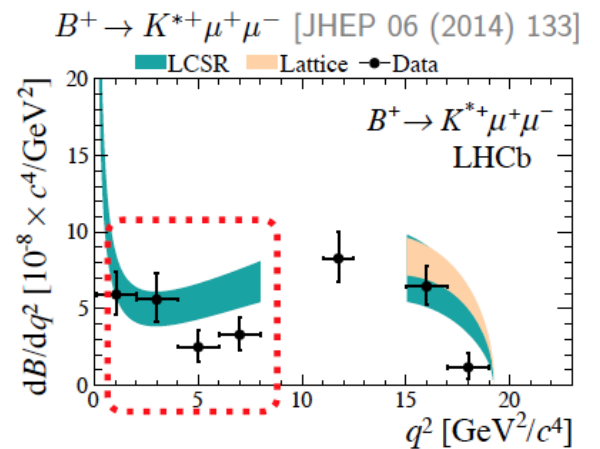 B⁺ → K*⁺μ⁺μ⁻ [JHEP 06 (2014) 133]
LCSR Lattice Data
B⁺→ K*⁺μ⁺μ⁻
LHCb
dB/dq² [10⁻⁸ × c⁴/GeV²]
20
15
10
5
0
0 5 10 15 20
q² [GeV²/c⁴]